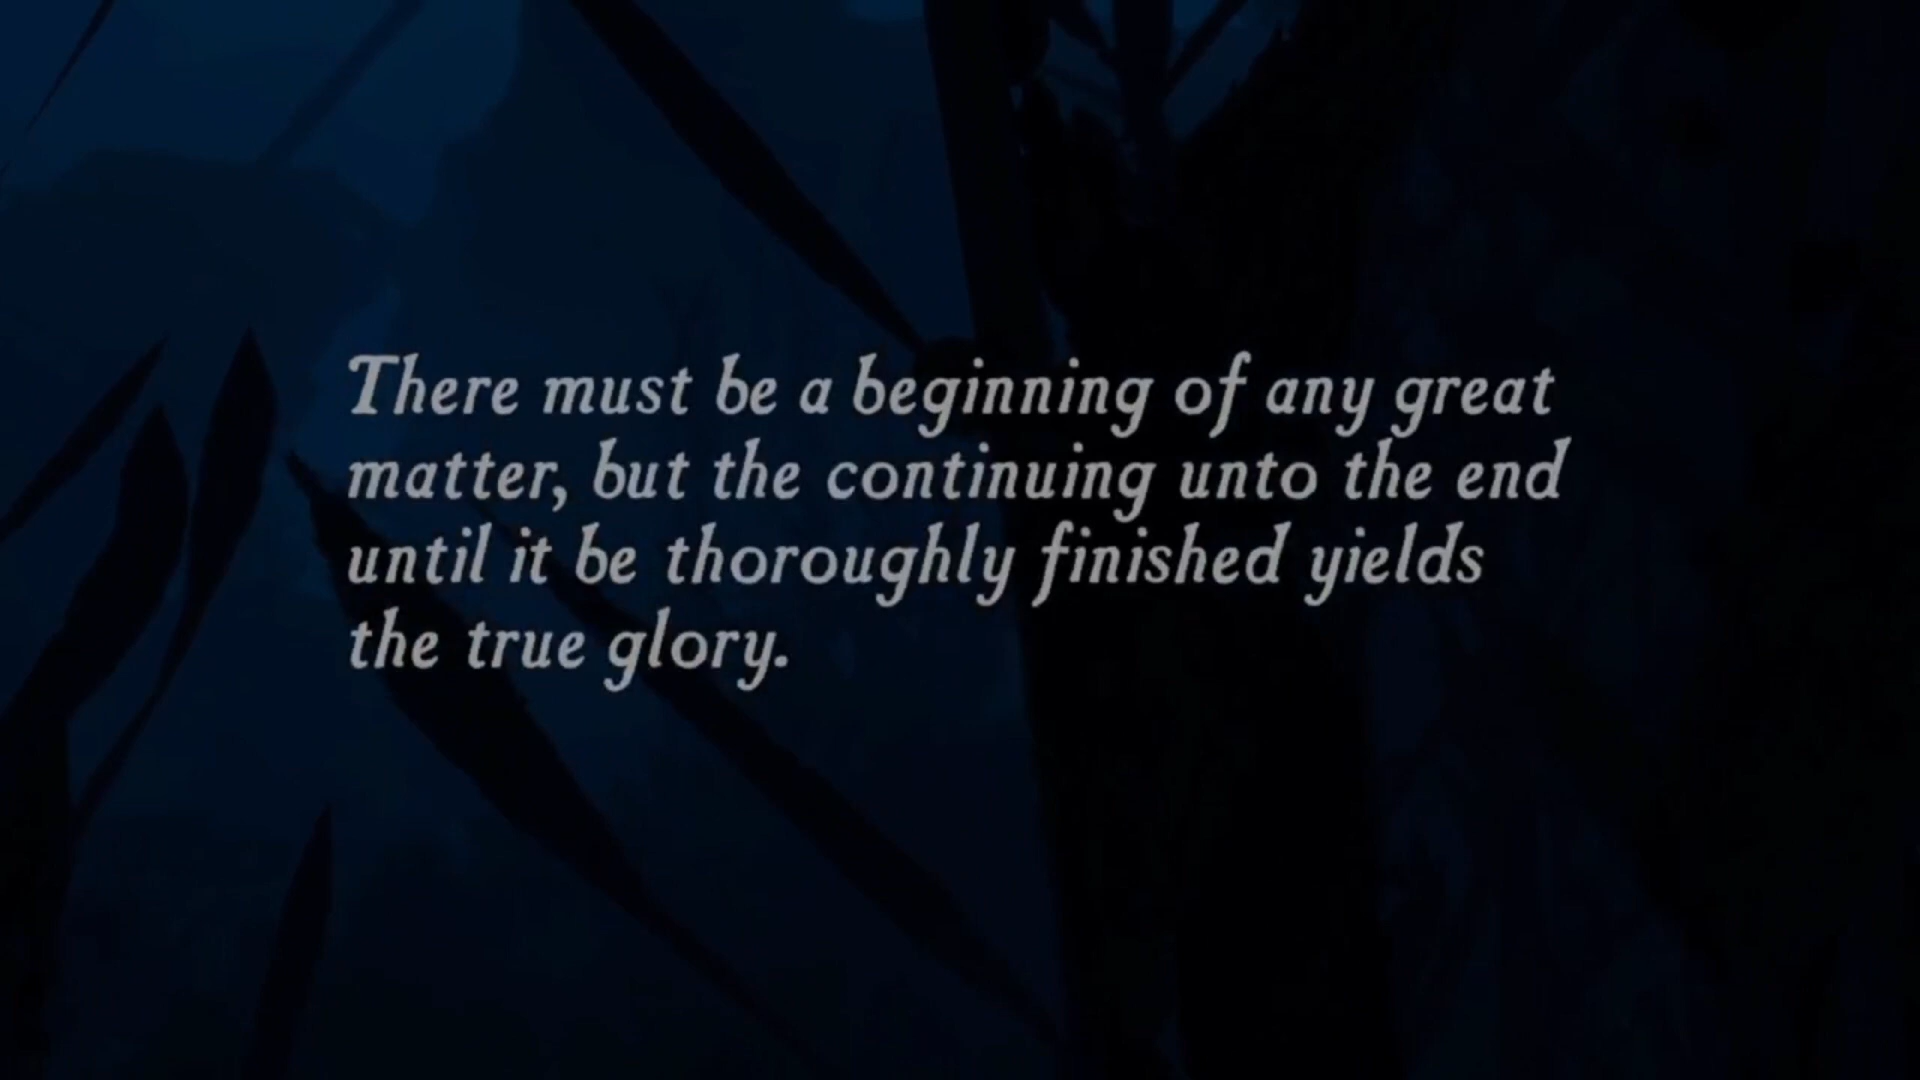 There must be a beginning of any great
matter, but the continuing unto the end
until it be thoroughly finished yields
the true glory.